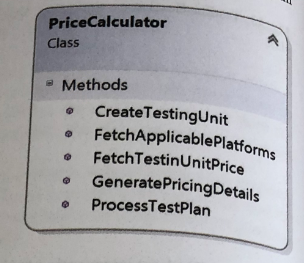 PriceCalculator
Class
Methods
CreateTestingUnit
FetchApplicablePlatforms
FetchTestinUnitPrice
GeneratePricingDetails
ProcessTestPlan